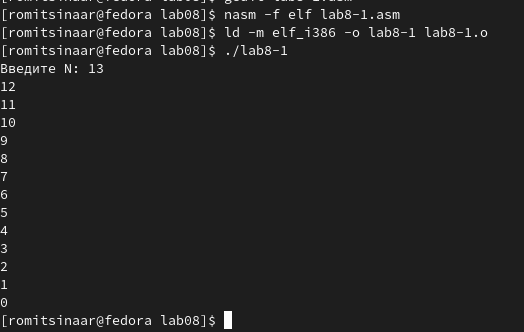 [romitsinaar@fedora lab08]$ nasm -f elf lab8-1.asm
[romitsinaar@fedora lab08]$ ld -m elf_i386 -o lab8-1 lab8-1.o
[romitsinaar@fedora lab08]$ ./lab8-1
Введите N: 13
12
11
10
9
8
7
6
5
4
3
2
1
0
[romitsinaar@fedora lab08]$